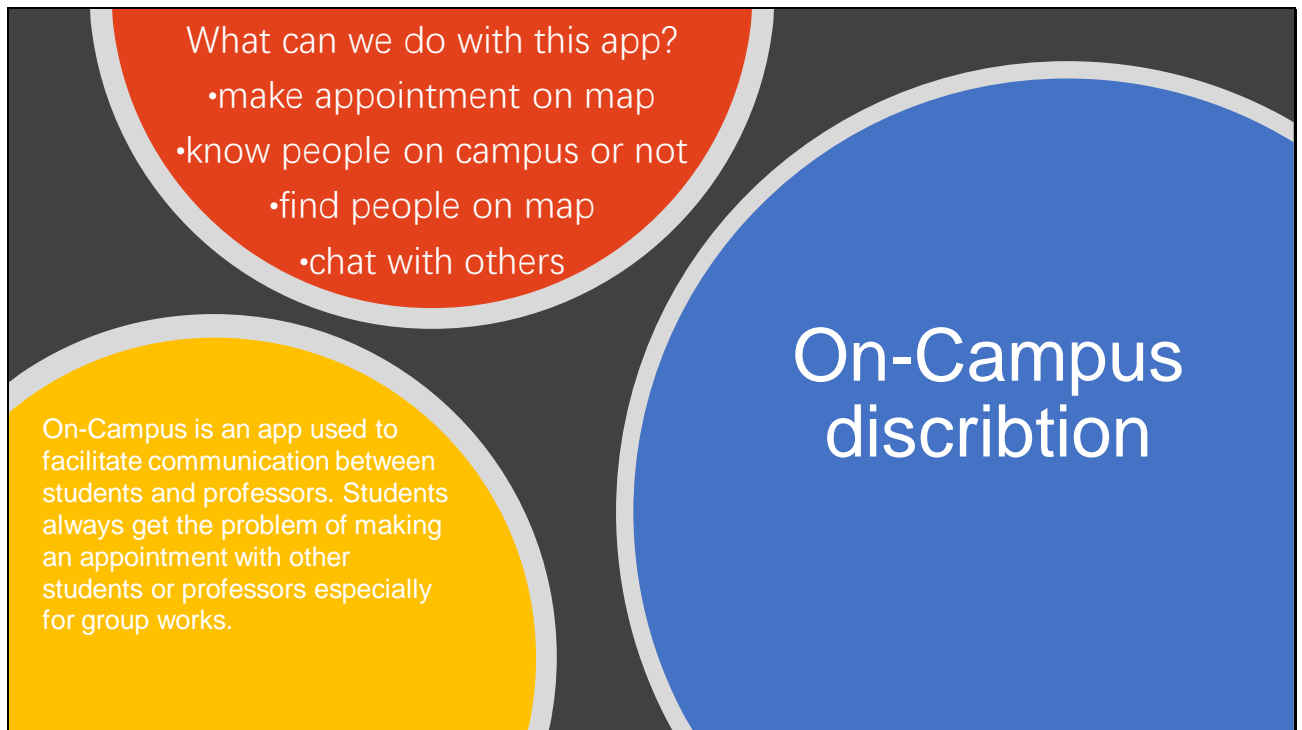 What can we do with this app?
•make appointment on map
•know people on campus or not
•find people on map
•chat with others
On-Campus is an app used to
facilitate communication between
students and professors. Students
always get the problem of making
an appointment with other
students or professors especially
for group works.
On-Campus
discribtion